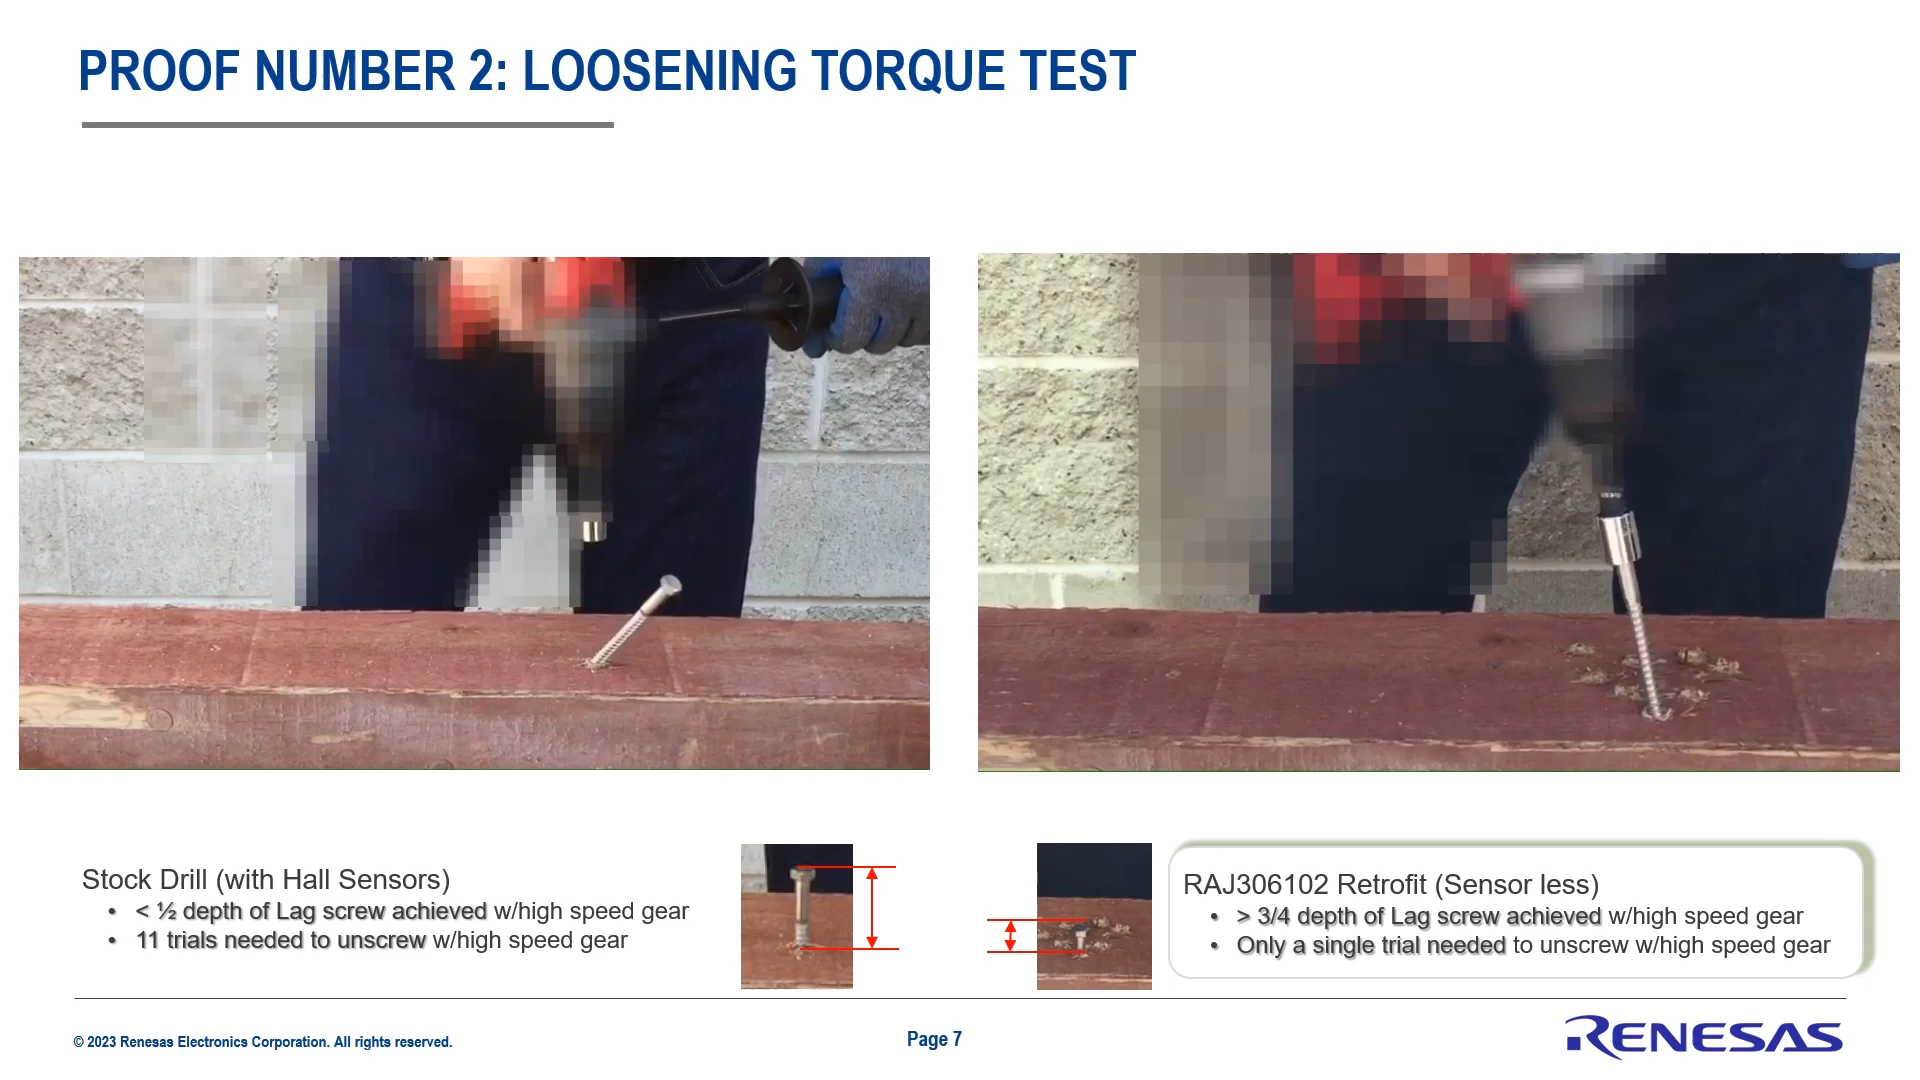 PROOF NUMBER 2: LOOSENING TORQUE TEST
Stock Drill (with Hall Sensors)
• < ½ depth of Lag screw achieved w/high speed gear
• 11 trials needed to unscrew w/high speed gear
RAJ306102 Retrofit (Sensor less)
• > 3/4 depth of Lag screw achieved w/high speed gear
• Only a single trial needed to unscrew w/high speed gear
© 2023 Renesas Electronics Corporation. All rights reserved.
Page 7
RENESAS